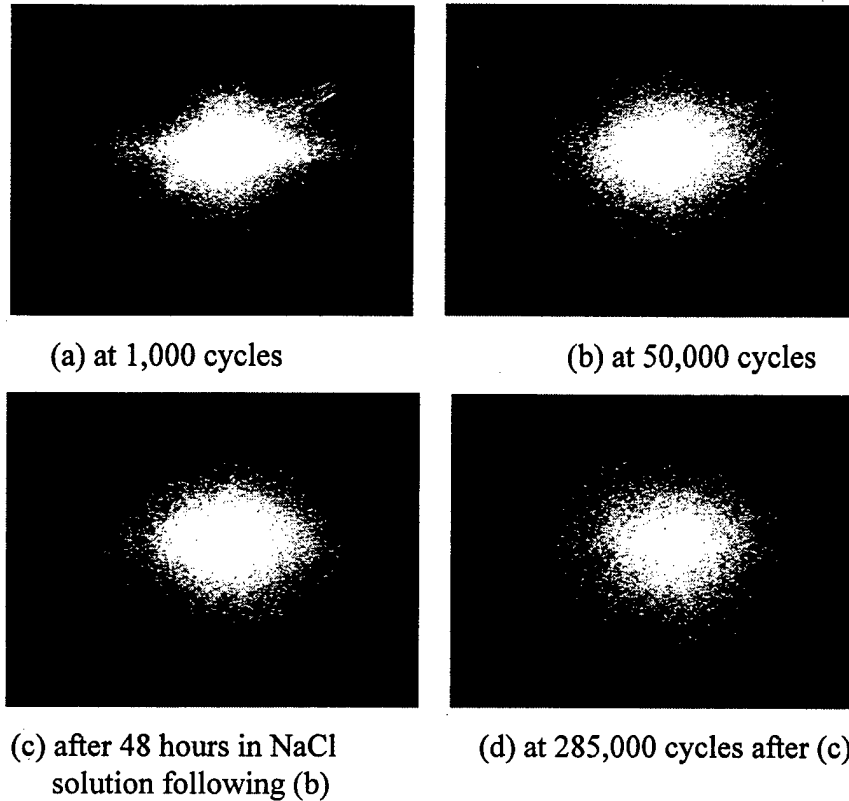 (a) at 1,000 cycles
(b) at 50,000 cycles
(c) after 48 hours in NaCl
solution following (b)
(d) at 285,000 cycles after (c)